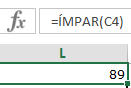 fx =ÍMPAR(C4)
L
89